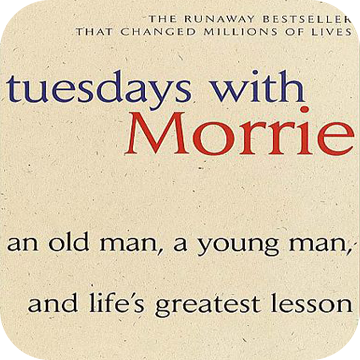 THE RUNAWAY BESTSELLER
THAT CHANGED MILLIONS OF LIVES
tuesdays with
Morrie
an old man, a young man,
and life's greatest lesson